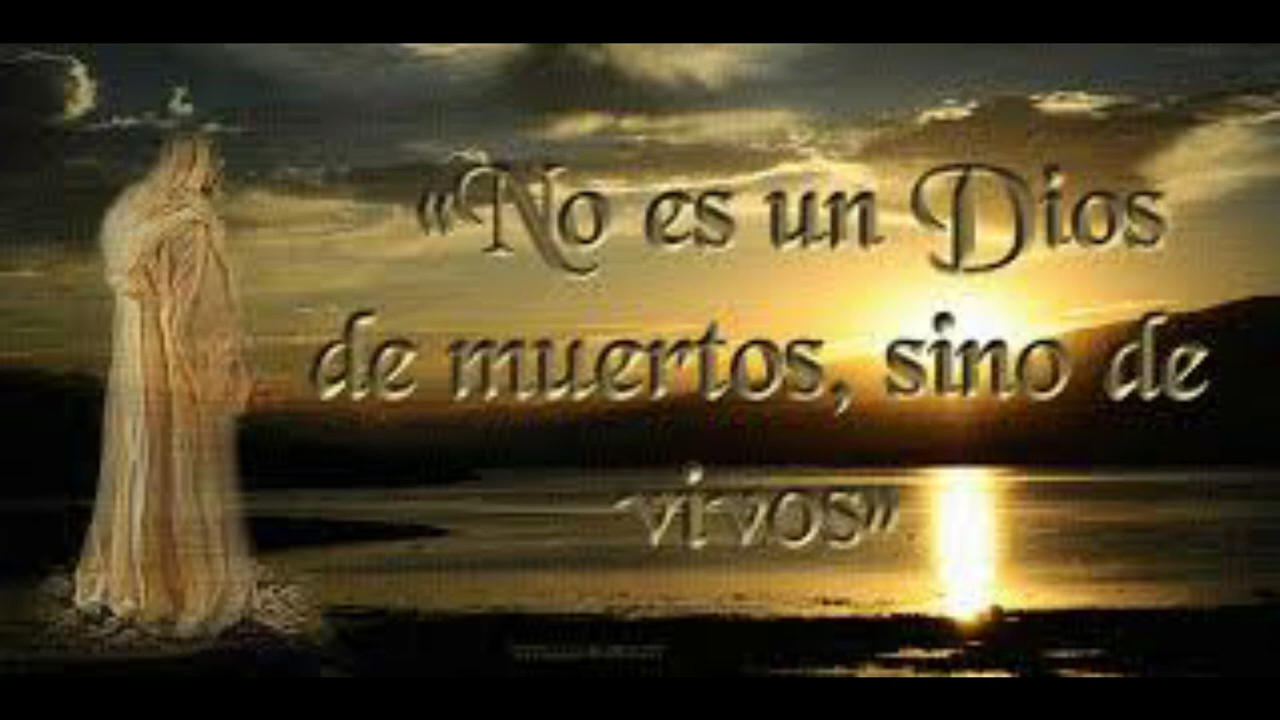 «No es un Dios
de muertos, sino de
vivos»